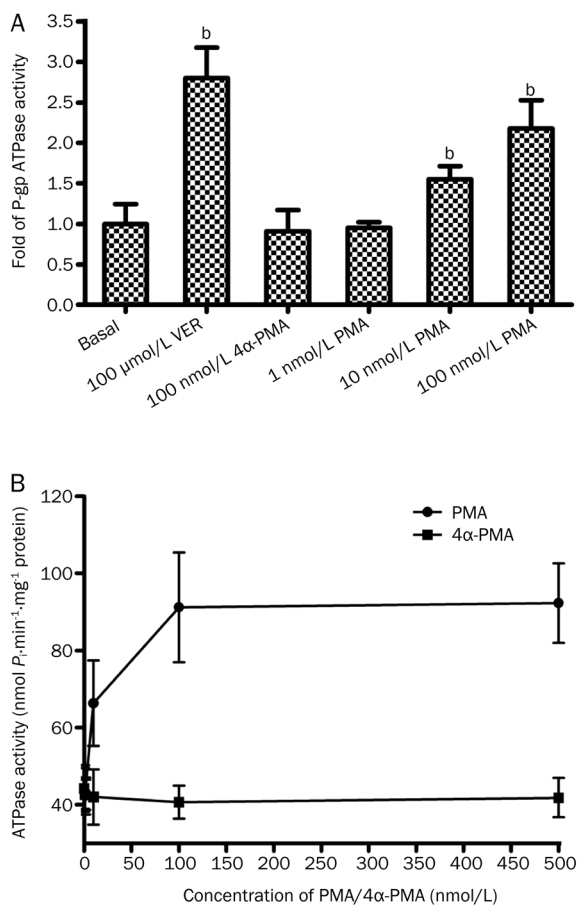 A
Fold of P-gp ATPase activity
3.5
3.0
2.5
2.0
1.5
1.0
0.5
0.0
b
b
b
Basal
100 μmol/L VER
100 nmol/L 4α-PMA
1 nmol/L PMA
10 nmol/L PMA
100 nmol/L PMA
B
ATPase activity (nmol Pi·min⁻¹·mg⁻¹ protein)
120
100
80
60
40
PMA
4α-PMA
0 50 100 150 200 250 300 350 400 450 500
Concentration of PMA/4α-PMA (nmol/L)